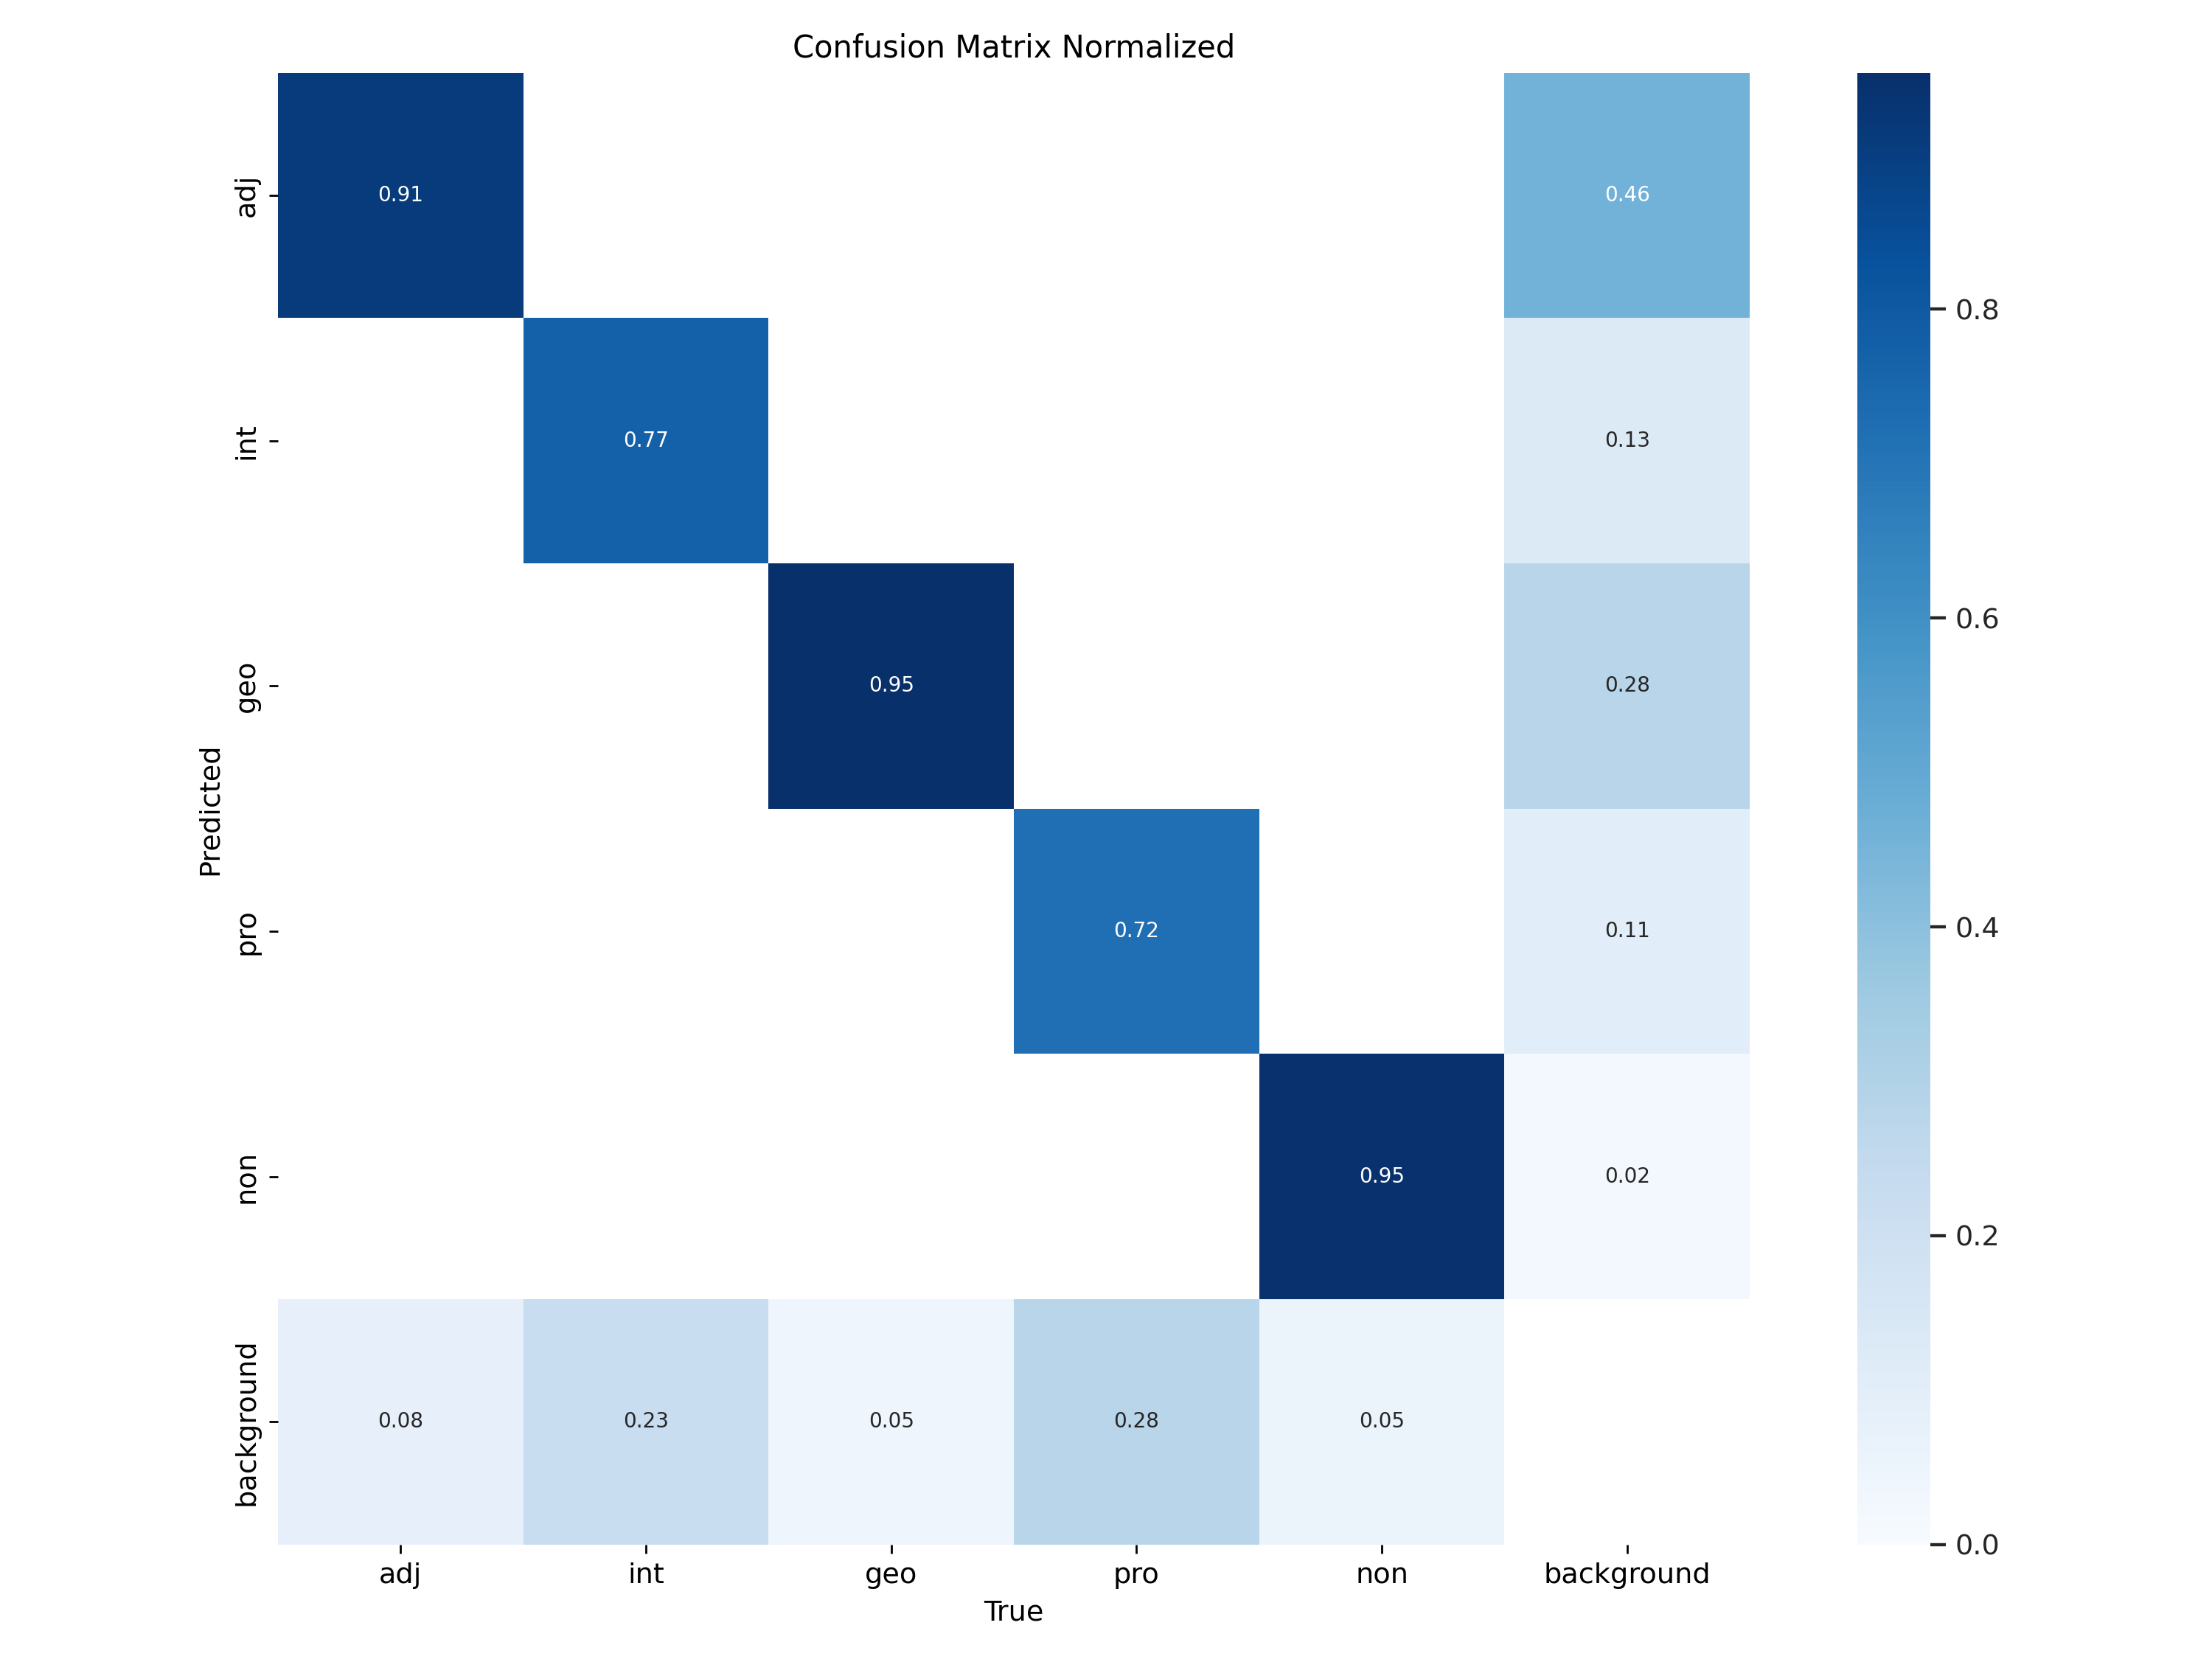 Confusion Matrix Normalized
adj
0.91
0.46
0.8
int
0.77
0.13
0.6
geo
0.95
0.28
Predicted
pro
0.72
0.11
0.4
non
0.95
0.02
0.2
background
0.08
0.23
0.05
0.28
0.05
0.0
adj
int
geo
pro
non
background
True